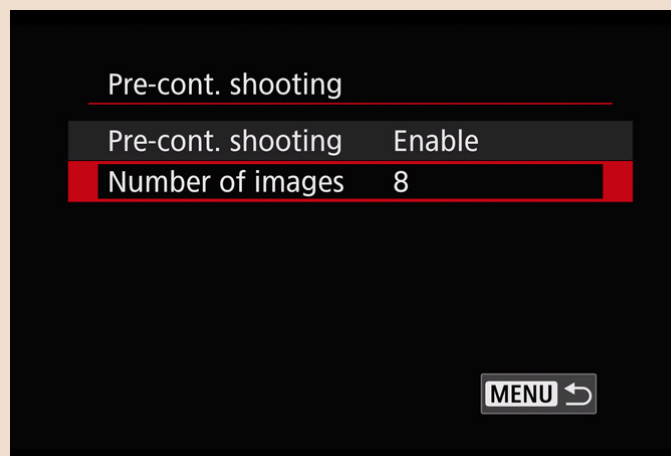 Pre-cont. shooting
Pre-cont. shooting Enable
Number of images 8
MENU